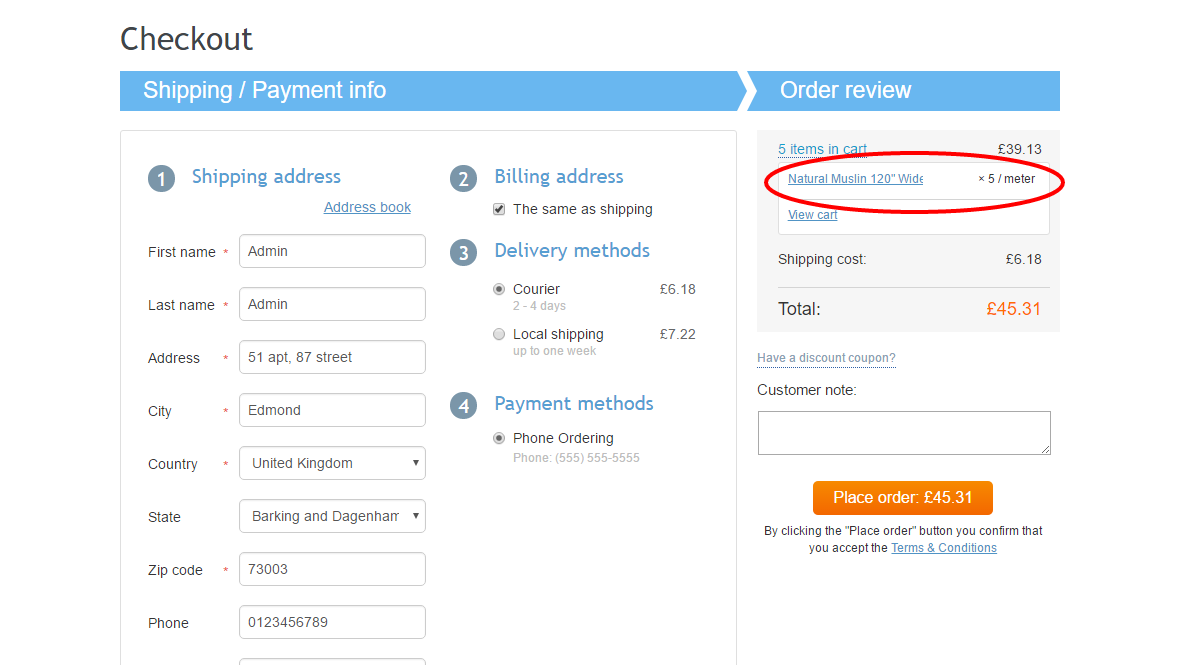 Checkout
Shipping / Payment info
Order review
1 Shipping address
Address book
First name * Admin
Last name * Admin
Address * 51 apt, 87 street
City * Edmond
Country * United Kingdom
State Barking and Dagenham
Zip code * 73003
Phone 0123456789
2 Billing address
The same as shipping
3 Delivery methods
Courier £6.18
2 - 4 days
Local shipping £7.22
up to one week
4 Payment methods
Phone Ordering
Phone: (555) 555-5555
5 items in cart £39.13
Natural Muslin 120" Wide × 5 / meter
View cart
Shipping cost: £6.18
Total: £45.31
Have a discount coupon?
Customer note:
Place order: £45.31
By clicking the "Place order" button you confirm that
you accept the Terms & Conditions